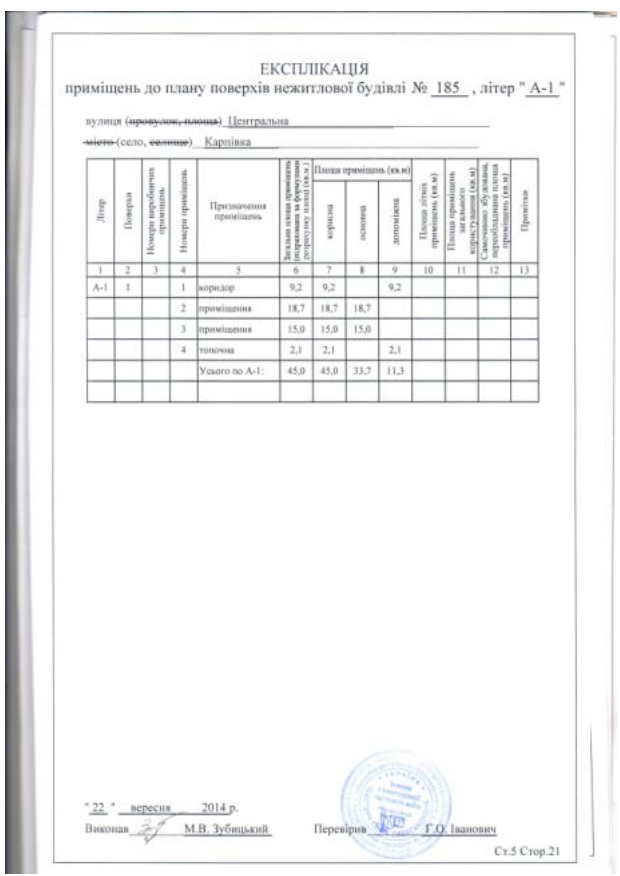 ЕКСПЛІКАЦІЯ
приміщень до плану поверхів нежитлової будівлі № 185 , літер " А-1 "
вулиця (провулок, площа) Центральна
місто (село, селище) Карпівка
Літер
Поверхи
Номери виробничих приміщень
Номери приміщень
Призначення приміщень
Загальна площа приміщень (підрахована за формулами розрахунку площі) (кв.м.)
Площа приміщень (кв.м)
корисна
основна
допоміжна
Площа літніх приміщень (кв.м)
Площа приміщень загального користування (кв.м)
Самочинно збудована, переобладнана площа приміщень (кв.м)
Примітки
1 2 3 4 5 6 7 8 9 10 11 12 13
А-1 1 1 коридор 9,2 9,2 9,2
2 приміщення 18,7 18,7 18,7
3 приміщення 15,0 15,0 15,0
4 топочна 2,1 2,1 2,1
Усього по А-1: 45,0 45,0 33,7 11,3
" 22 " вересня 2014 р.
Виконав М.В. Зубицький Перевірив Г.О. Іванович
Ст.5 Стор.21